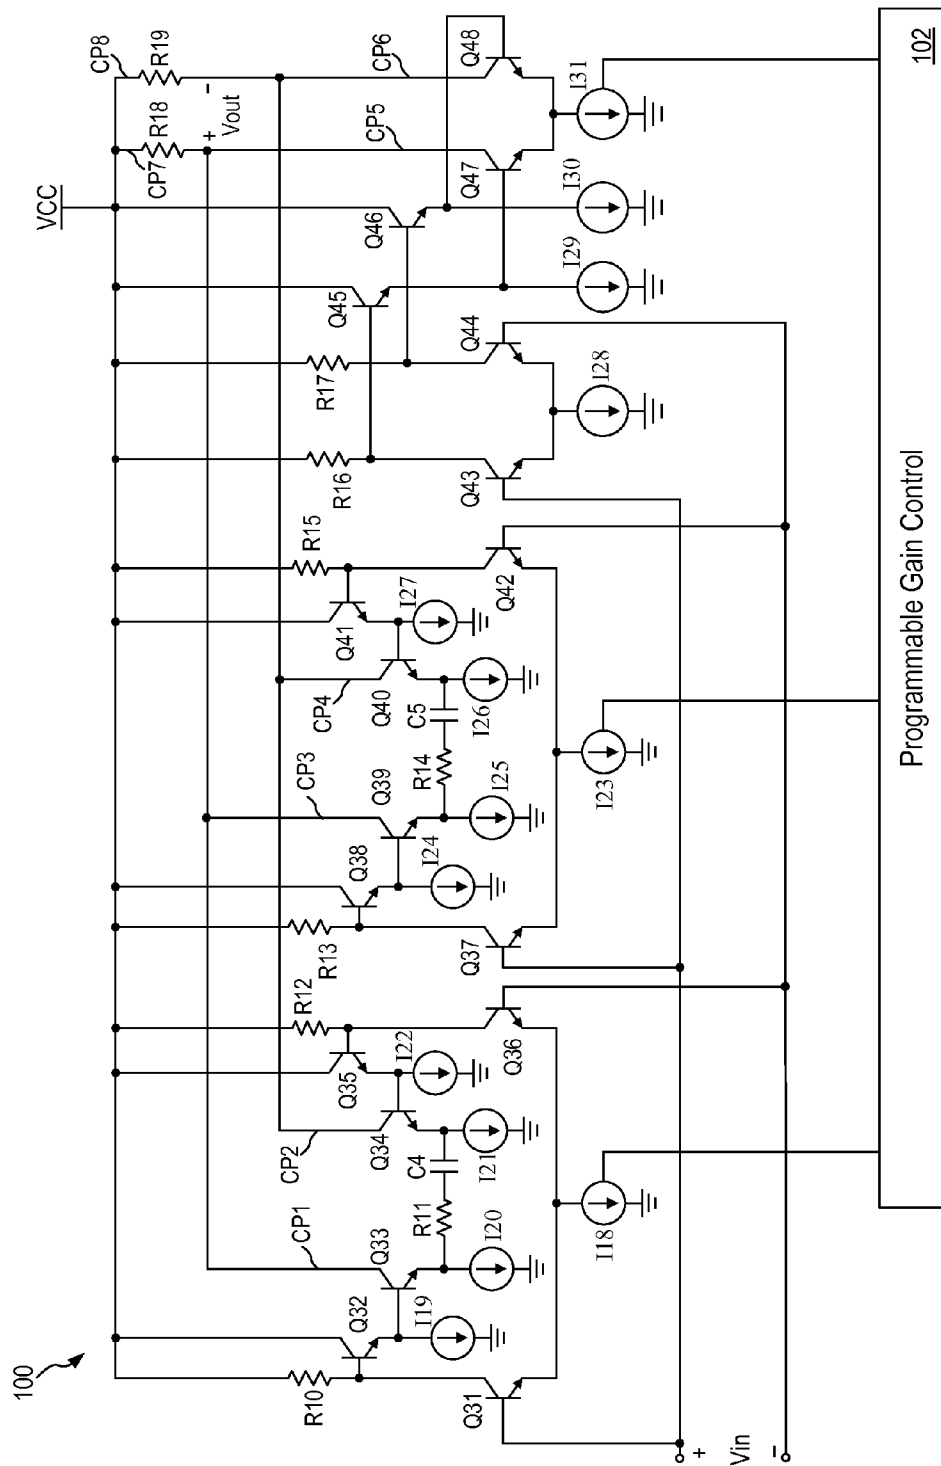 100
VCC
CP8
R19
CP7
R18
+
Vout
-
CP6
CP5
Q48
Q47
I31
Q46
I30
Q45
I29
R17
Q44
R16
Q43
I28
R15
Q42
Q41
I27
CP4
Q40
C5
I26
CP3
R14
Q39
I25
Q38
I24
R13
Q37
I23
R12
Q36
Q35
I22
CP2
Q34
C4
I21
CP1
R11
Q33
I20
Q32
I19
R10
Q31
I18
+
Vin
-
Programmable Gain Control
102